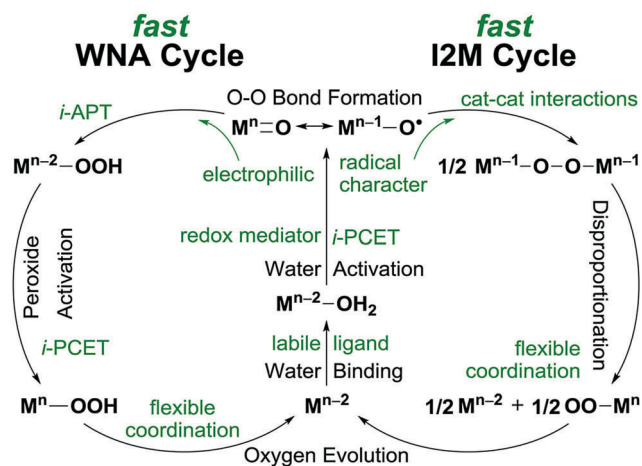 fast
WNA Cycle
fast
I2M Cycle
O-O Bond Formation
i-APT
cat-cat interactions
Mⁿ=O ↔ Mⁿ⁻¹–O•
Mⁿ⁻²–OOH
electrophilic
radical character
1/2 Mⁿ⁻¹–O–O–Mⁿ⁻¹
redox mediator
i-PCET
Water Activation
Peroxide
Activation
Disproportionation
Mⁿ⁻²–OH₂
i-PCET
labile ligand
Water Binding
flexible
coordination
Mⁿ–OOH
flexible
coordination
Mⁿ⁻²
1/2 Mⁿ⁻² + 1/2 OO–Mⁿ
Oxygen Evolution